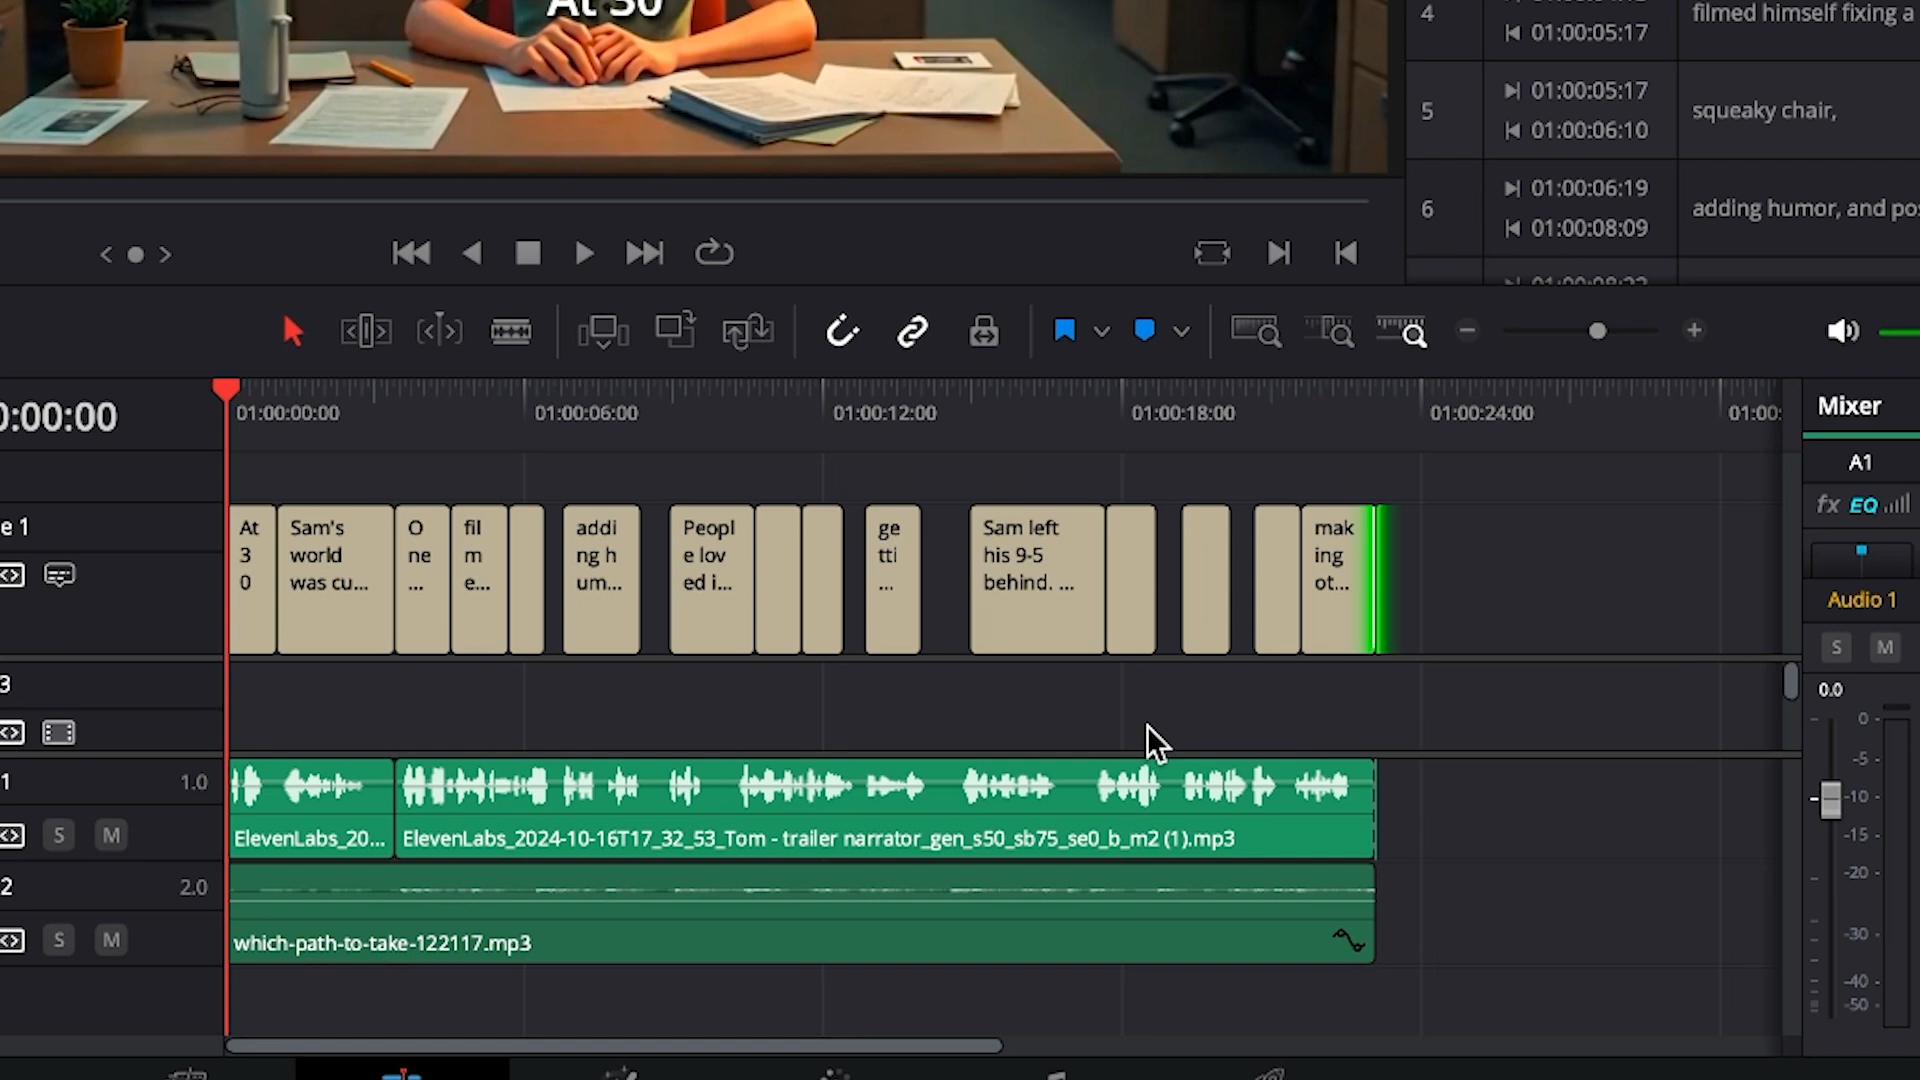 At 30
4
01:00:05:17
filmed himself fixing a
5
01:00:05:17
01:00:06:10
squeaky chair,
6
01:00:06:19
01:00:08:09
adding humor, and pos
0:00:00
01:00:00:00
01:00:06:00
01:00:12:00
01:00:18:00
01:00:24:00
01:00:
Mixer
A1
fx EQ
Audio 1
S M
0.0
0
-5
-10
-15
-20
-30
-40
-50
e 1
At
3
0
Sam's
world
was cu...
O
ne
...
fil
m
e...
addi
ng h
um...
Peopl
e lov
ed i...
ge
tti
...
Sam left
his 9-5
behind. ...
mak
ing
ot...
3
1
1.0
S M
ElevenLabs_20...
ElevenLabs_2024-10-16T17_32_53_Tom - trailer narrator_gen_s50_sb75_se0_b_m2 (1).mp3
2
2.0
S M
which-path-to-take-122117.mp3